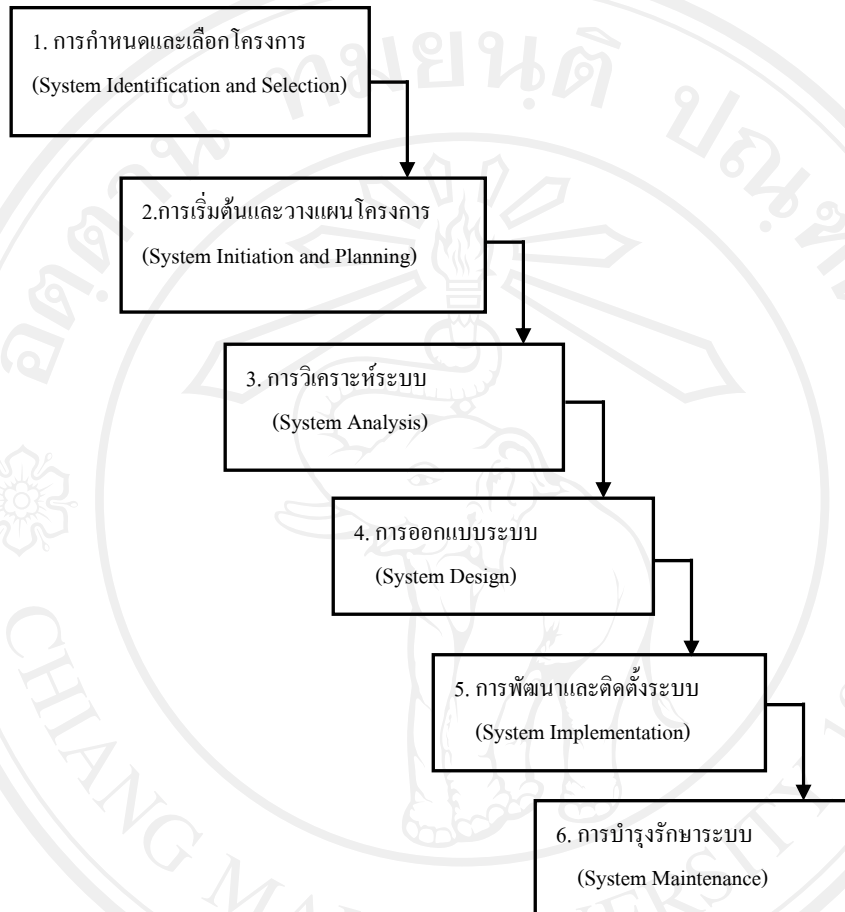 1. การกำหนดและเลือกโครงการ
(System Identification and Selection)
2.การเริ่มต้นและวางแผนโครงการ
(System Initiation and Planning)
3. การวิเคราะห์ระบบ
(System Analysis)
4. การออกแบบระบบ
(System Design)
5. การพัฒนาและติดตั้งระบบ
(System Implementation)
6. การบำรุงรักษาระบบ
(System Maintenance)
CHIANG MAI UNIVERSITY